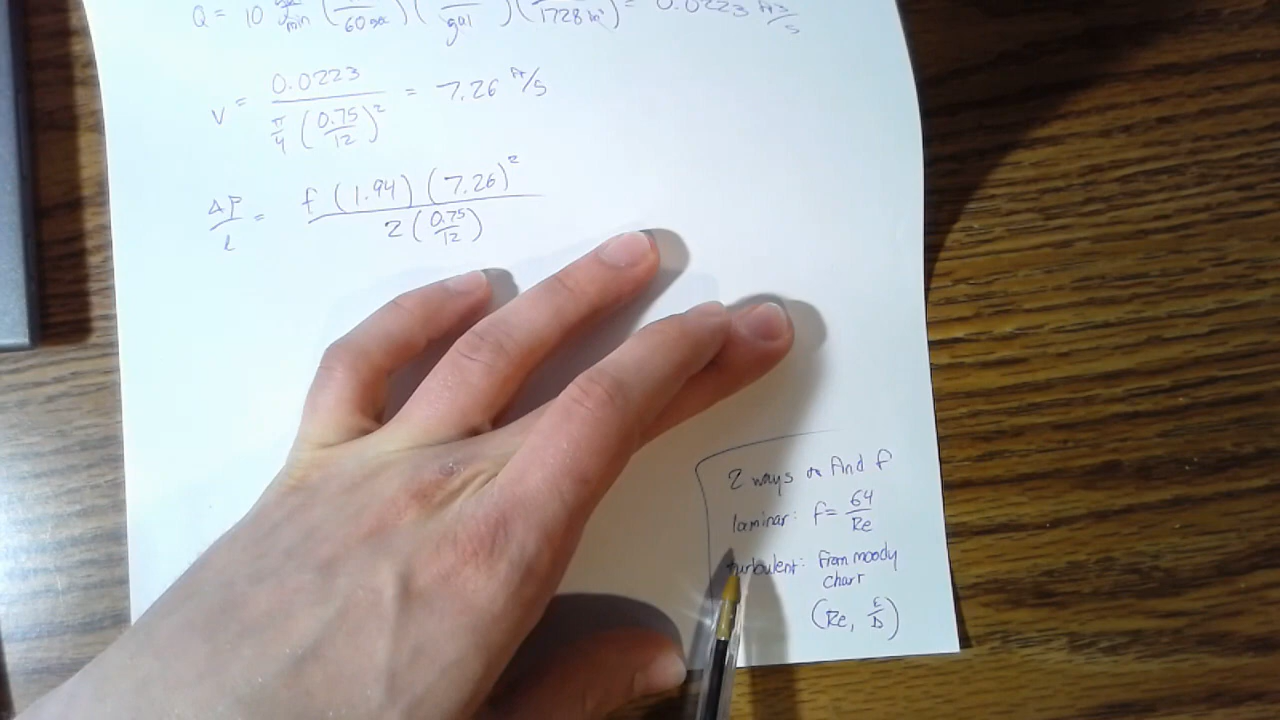 Q = 10 gal/min (/60 sec) ( /gal) ( /1728 in³) = 0.0223 ft3/s
V = 0.0223 / π/4 (0.75/12)² = 7.26 ft/s
ΔP/l = f (1.94) (7.26)² / 2 (0.75/12)
2 ways to find f
laminar: f = 64/Re
turbulent: from moody
chart
(Re, ε/D)